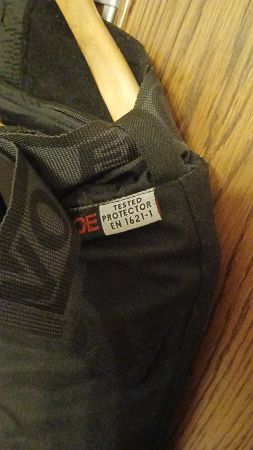 CE
TESTED
PROTECTOR
EN 1621-1